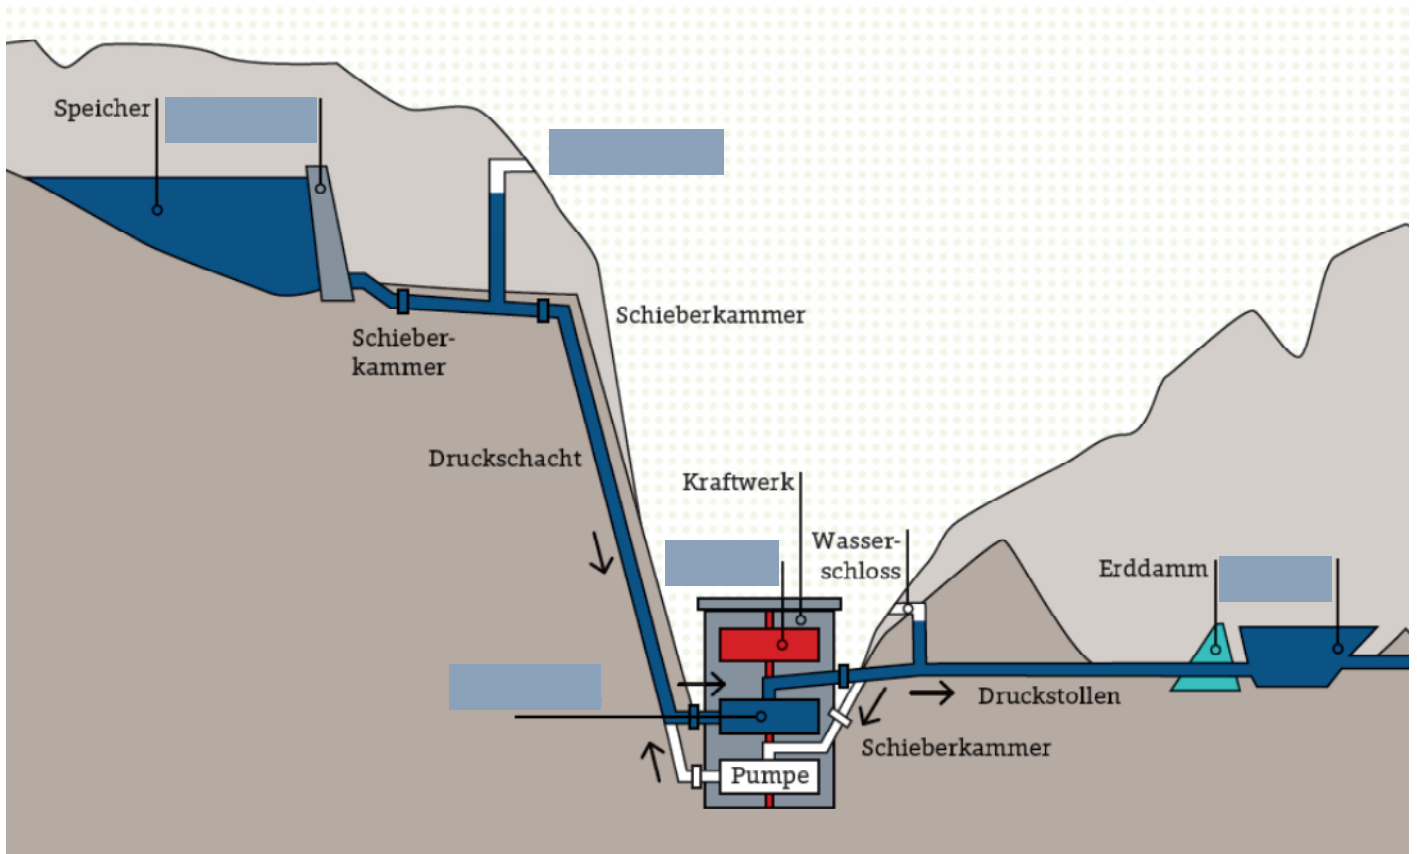 Speicher
Schieberkammer
Schieber-
kammer
Druckschacht
Kraftwerk
Wasser-
schloss
Erddamm
Druckstollen
Schieberkammer
Pumpe